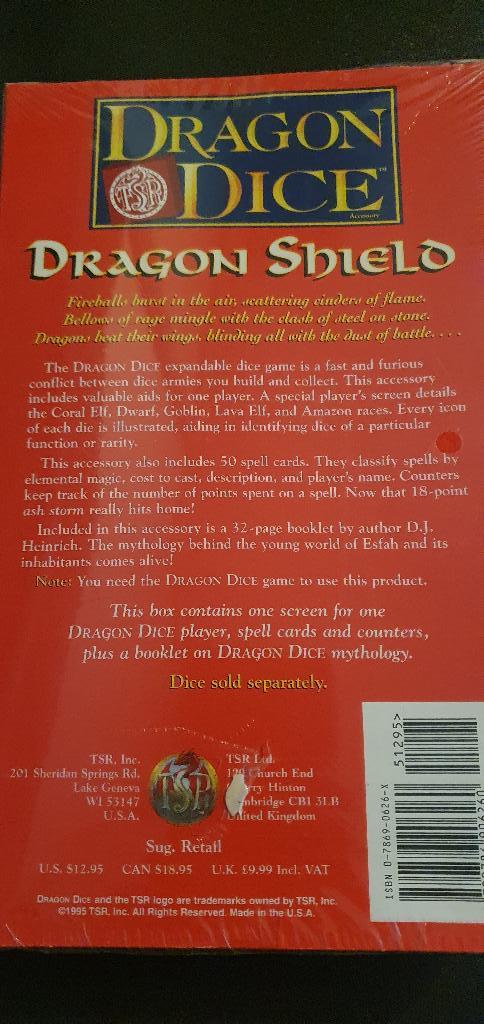 DRAGON
TSR DICE™
Accessory
DRAGON SHIELD
Fireballs burst in the air, scattering cinders of flame.
Bellows of rage mingle with the clash of steel on stone.
Dragons beat their wings, blinding all with the dust of battle. . . .
The DRAGON DICE expandable dice game is a fast and furious
conflict between dice armies you build and collect. This accessory
includes valuable aids for one player. A special player's screen details
the Coral Elf, Dwarf, Goblin, Lava Elf, and Amazon races. Every icon
of each die is illustrated, aiding in identifying dice of a particular
function or rarity.
This accessory also includes 50 spell cards. They classify spells by
elemental magic, cost to cast, description, and player's name. Counters
keep track of the number of points spent on a spell. Now that 18-point
ash storm really hits home!
Included in this accessory is a 32-page booklet by author D.J.
Heinrich. The mythology behind the young world of Esfah and its
inhabitants comes alive!
Note: You need the DRAGON DICE game to use this product.
This box contains one screen for one
DRAGON DICE player, spell cards and counters,
plus a booklet on DRAGON DICE mythology.
Dice sold separately.
TSR, Inc.
201 Sheridan Springs Rd.
Lake Geneva
WI 53147
U.S.A.
TSR
TSR Ltd.
Church End
Hinton
CB1 3LB
United Kingdom
Sug. Retail
U.S. $12.95 CAN $18.95 U.K. £9.99 Incl. VAT
DRAGON DICE and the TSR logo are trademarks owned by TSR, Inc.
©1995 TSR, Inc. All Rights Reserved. Made in the U.S.A.
51295>
ISBN 0-7869-0626-X